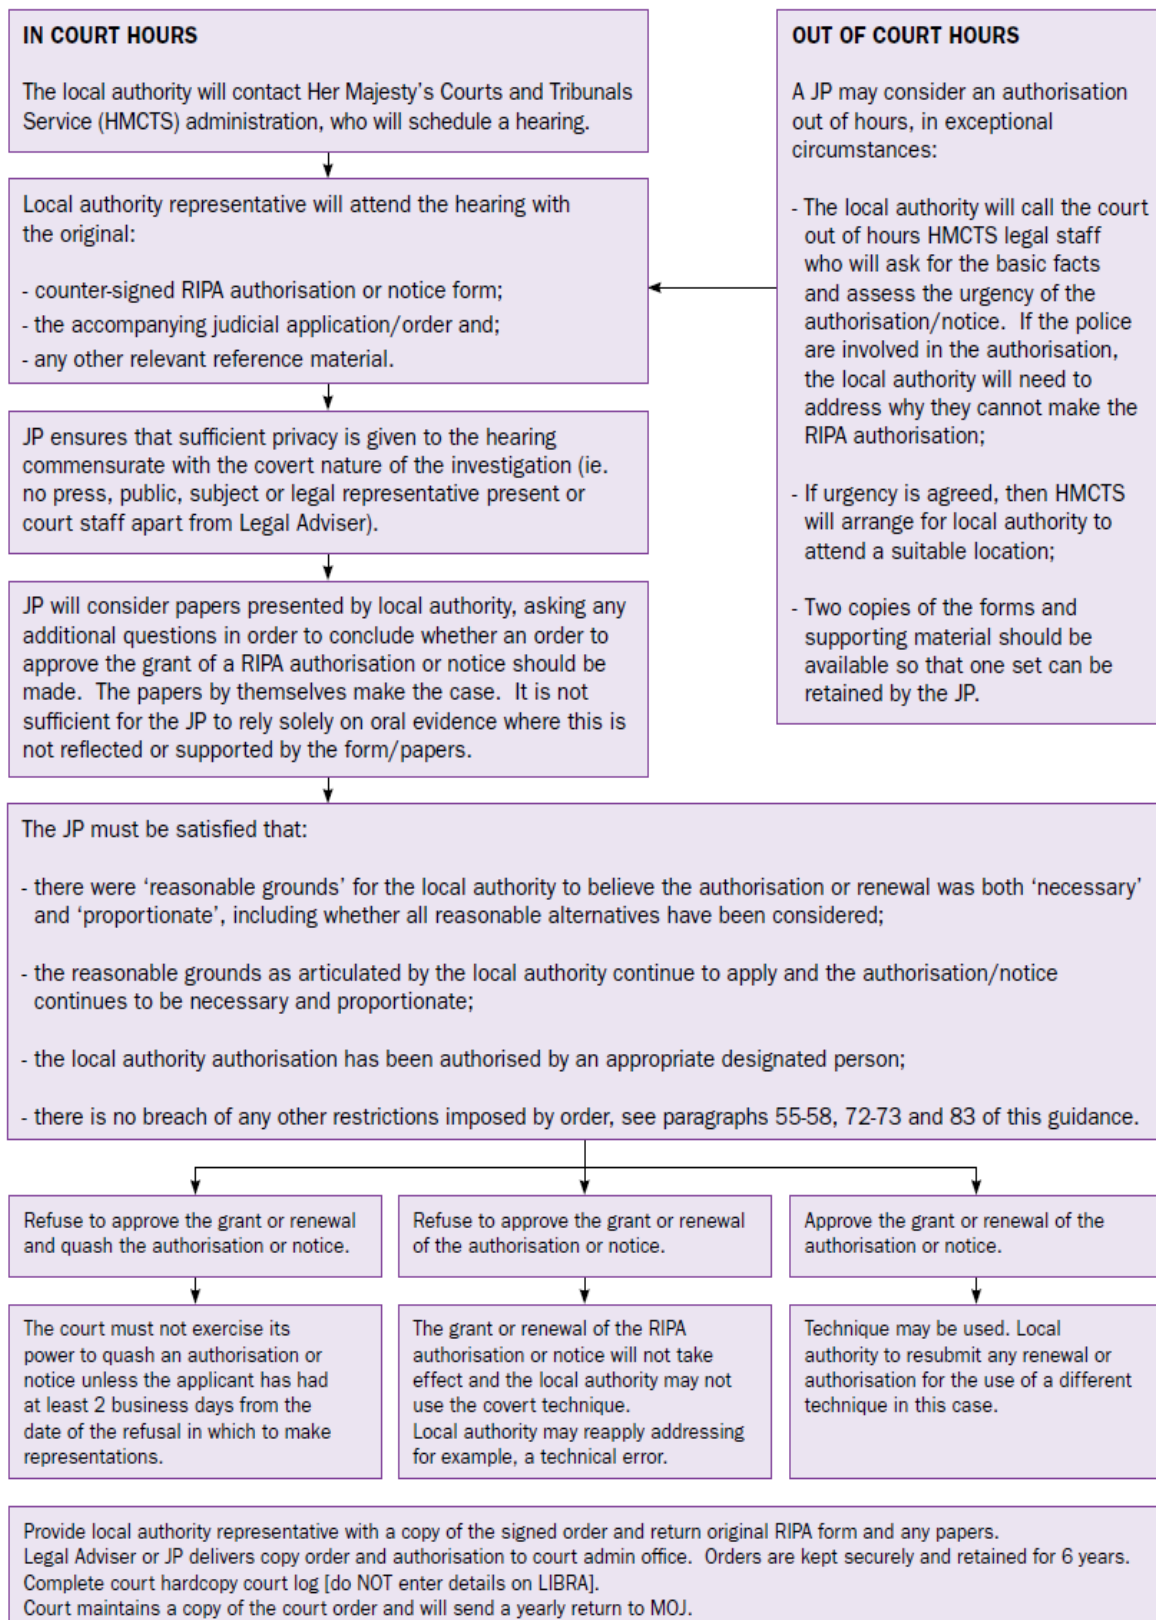 IN COURT HOURS
The local authority will contact Her Majesty's Courts and Tribunals
Service (HMCTS) administration, who will schedule a hearing.
Local authority representative will attend the hearing with
the original:
- counter-signed RIPA authorisation or notice form;
- the accompanying judicial application/order and;
- any other relevant reference material.
JP ensures that sufficient privacy is given to the hearing
commensurate with the covert nature of the investigation (ie.
no press, public, subject or legal representative present or
court staff apart from Legal Adviser).
JP will consider papers presented by local authority, asking any
additional questions in order to conclude whether an order to
approve the grant of a RIPA authorisation or notice should be
made. The papers by themselves make the case. It is not
sufficient for the JP to rely solely on oral evidence where this is
not reflected or supported by the form/papers.
OUT OF COURT HOURS
A JP may consider an authorisation
out of hours, in exceptional
circumstances:
- The local authority will call the court
out of hours HMCTS legal staff
who will ask for the basic facts
and assess the urgency of the
authorisation/notice. If the police
are involved in the authorisation,
the local authority will need to
address why they cannot make the
RIPA authorisation;
- If urgency is agreed, then HMCTS
will arrange for local authority to
attend a suitable location;
- Two copies of the forms and
supporting material should be
available so that one set can be
retained by the JP.
The JP must be satisfied that:
- there were 'reasonable grounds' for the local authority to believe the authorisation or renewal was both 'necessary'
and 'proportionate', including whether all reasonable alternatives have been considered;
- the reasonable grounds as articulated by the local authority continue to apply and the authorisation/notice
continues to be necessary and proportionate;
- the local authority authorisation has been authorised by an appropriate designated person;
- there is no breach of any other restrictions imposed by order, see paragraphs 55-58, 72-73 and 83 of this guidance.
Refuse to approve the grant or renewal
and quash the authorisation or notice.
The court must not exercise its
power to quash an authorisation or
notice unless the applicant has had
at least 2 business days from the
date of the refusal in which to make
representations.
Refuse to approve the grant or renewal
of the authorisation or notice.
The grant or renewal of the RIPA
authorisation or notice will not take
effect and the local authority may not
use the covert technique.
Local authority may reapply addressing
for example, a technical error.
Approve the grant or renewal of the
authorisation or notice.
Technique may be used. Local
authority to resubmit any renewal or
authorisation for the use of a different
technique in this case.
Provide local authority representative with a copy of the signed order and return original RIPA form and any papers.
Legal Adviser or JP delivers copy order and authorisation to court admin office. Orders are kept securely and retained for 6 years.
Complete court hardcopy court log [do NOT enter details on LIBRA].
Court maintains a copy of the court order and will send a yearly return to MOJ.